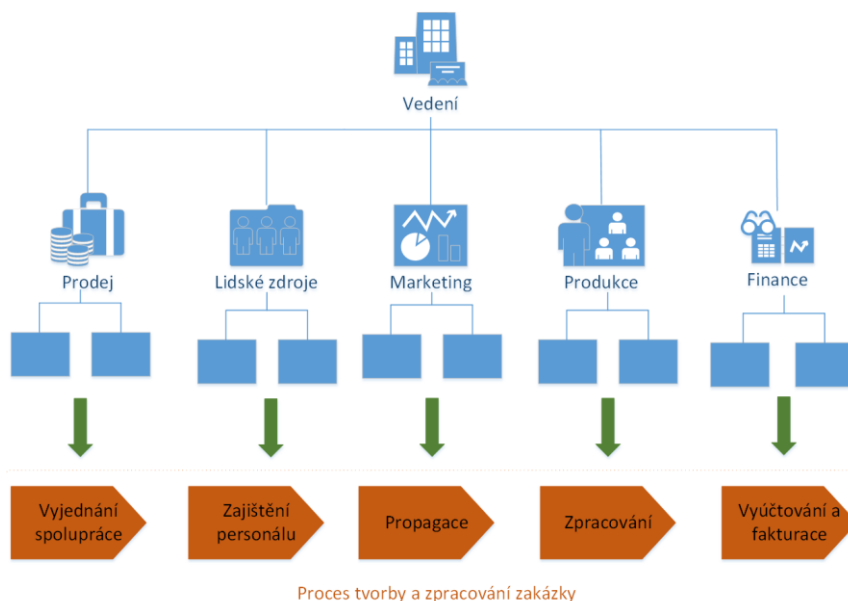 Vedení
Prodej
Lidské zdroje
Marketing
Produkce
Finance
Vyjednání
spolupráce
Zajištění
personálu
Propagace
Zpracování
Vyúčtování a
fakturace
Proces tvorby a zpracování zakázky